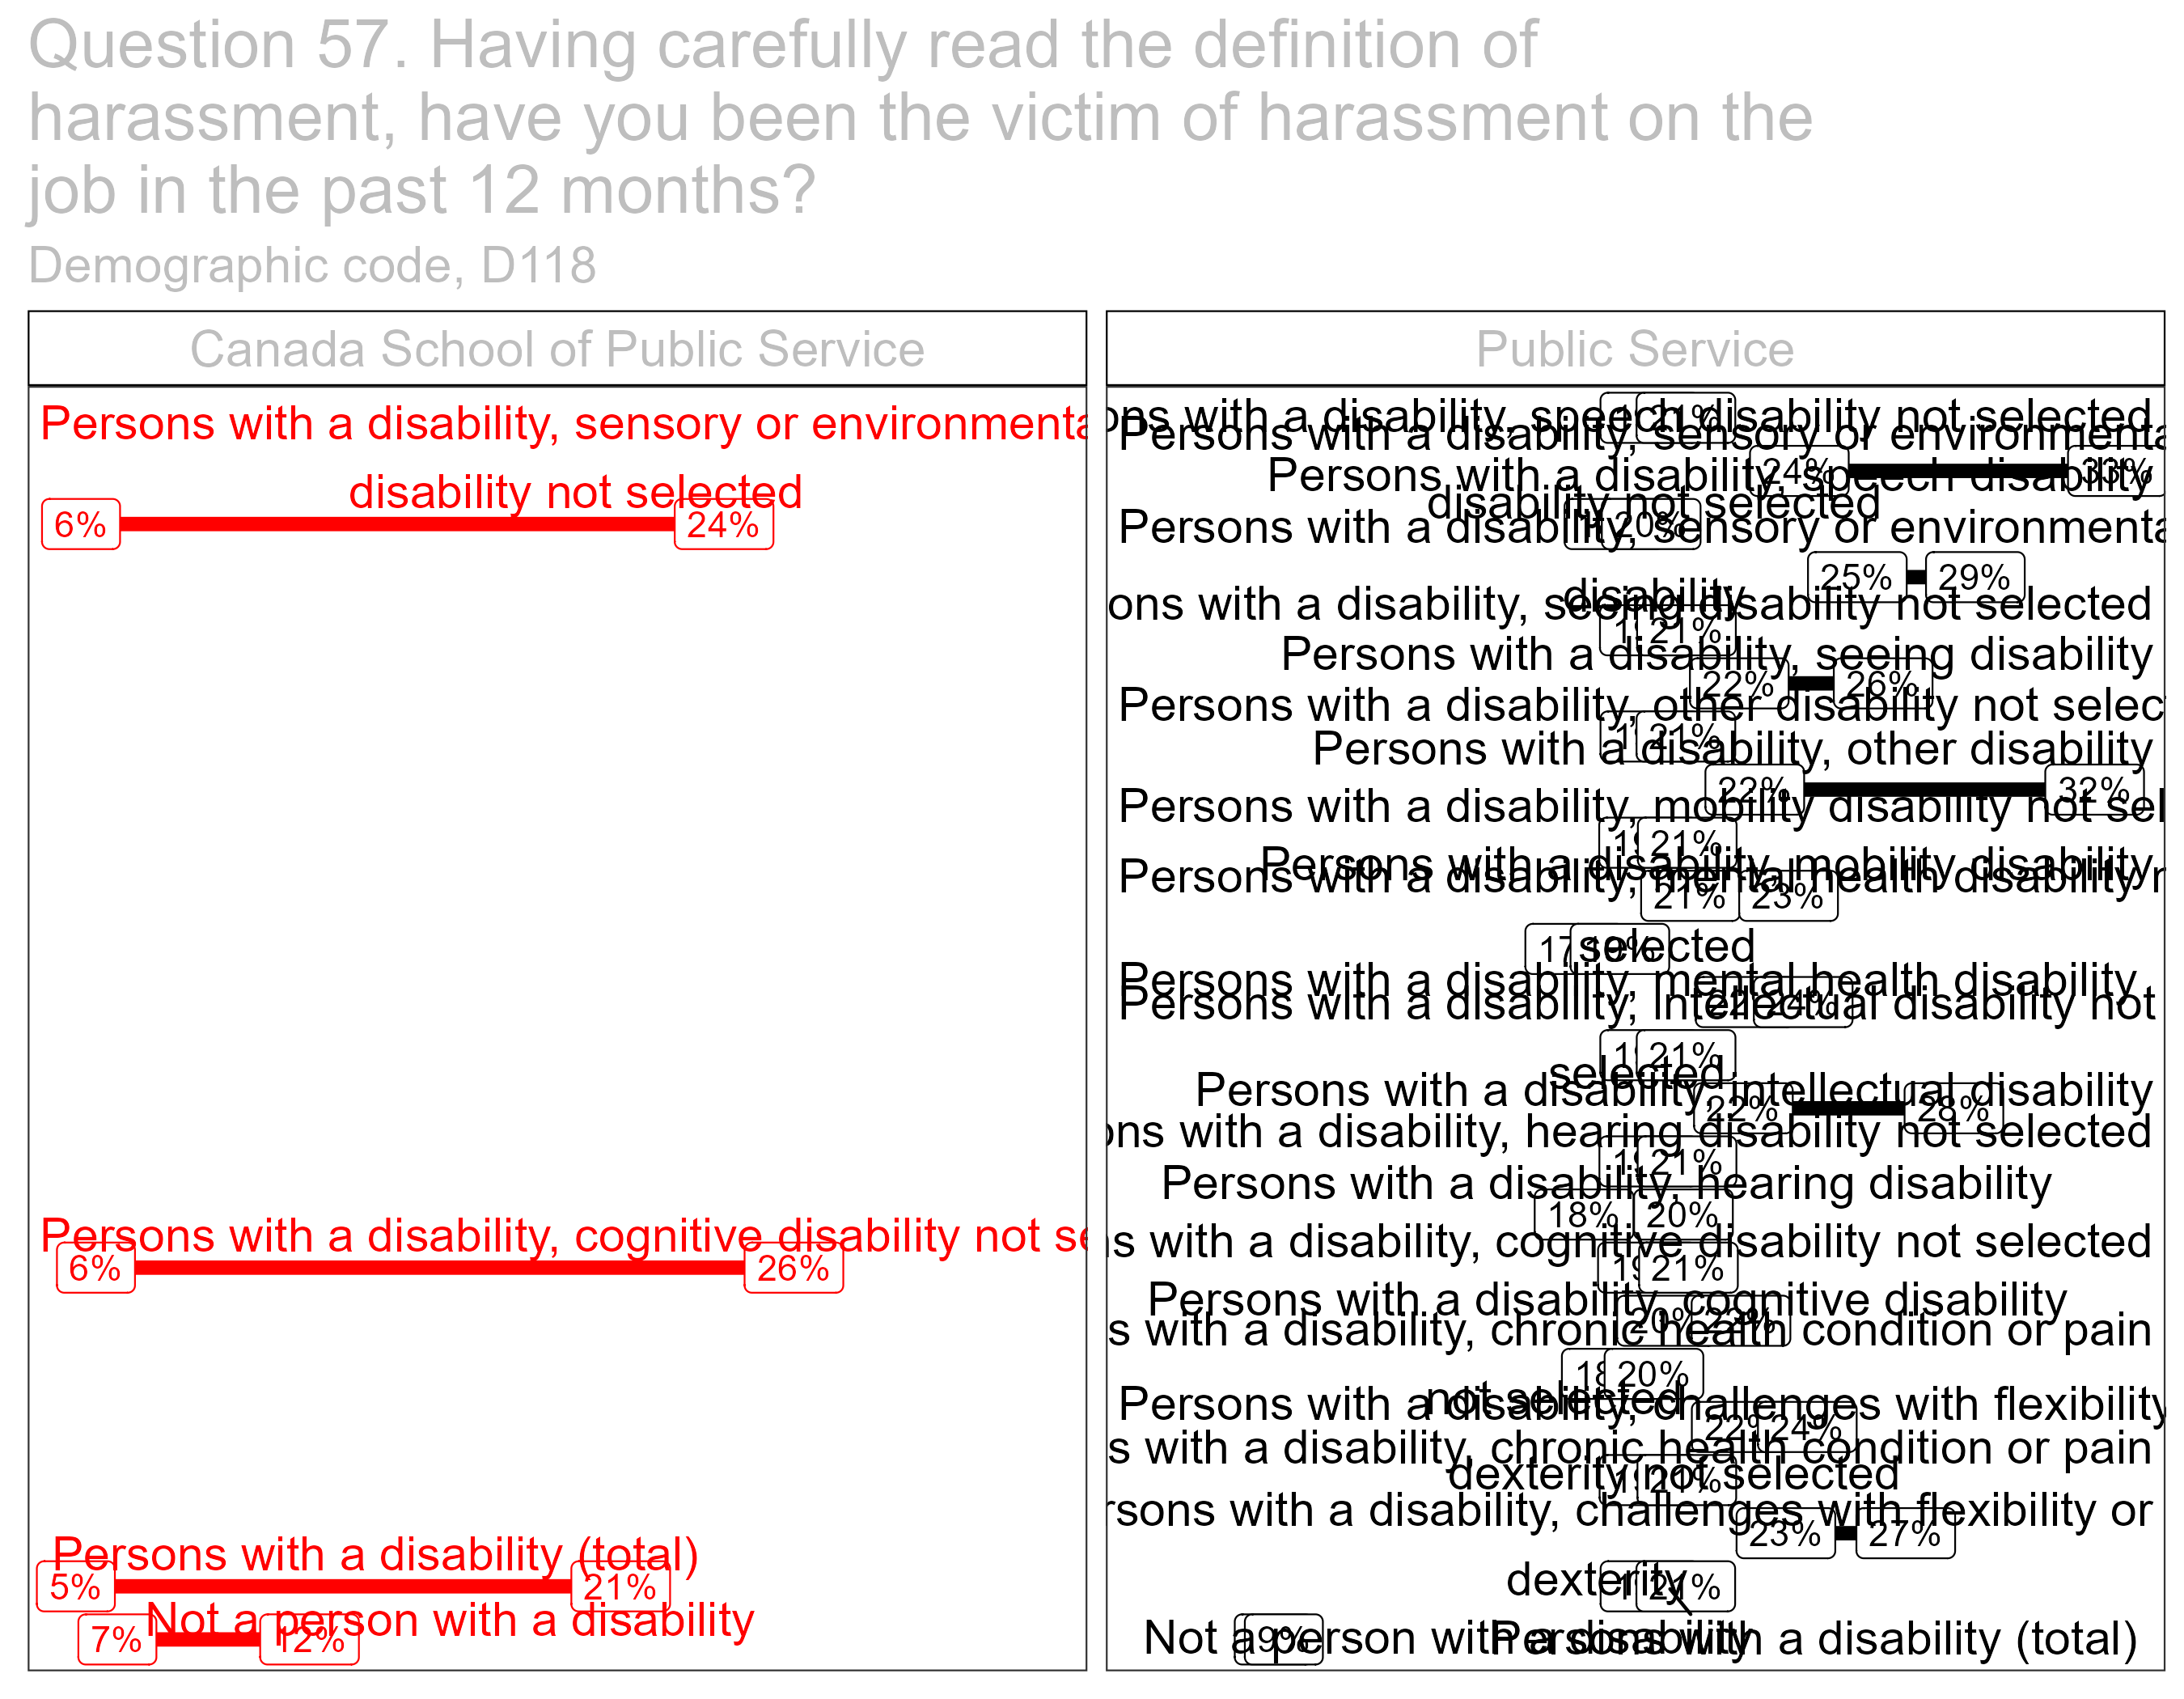 Question 57. Having carefully read the definition of
harassment, have you been the victim of harassment on the
job in the past 12 months?
Demographic code, D118
Canada School of Public Service
Persons with a disability, sensory or environmenta
disability not selected
6% 24%
Persons with a disability, cognitive disability not se
6% 26%
Persons with a disability (total)
5% 21%
Not a person with a disability
7% 12%
Public Service
ons with a disability, speech disability not selected
21%
Persons with a disability, sensory or environmenta
Persons with a disability, speech disability
24% 33%
disability not selected
20%
Persons with a disability, sensory or environmenta
25% 29%
disability
ons with a disability, seeing disability not selected
21%
Persons with a disability, seeing disability
22% 26%
Persons with a disability, other disability not selec
21%
Persons with a disability, other disability
22% 32%
Persons with a disability, mobility disability not sel
21%
Persons with a disability, mobility disability
Persons with a disability, mental health disability
21% 23%
selected
Persons with a disability, mental health disability
Persons with a disability, intellectual disability not
24%
21%
selected
Persons with a disability, intellectual disability
22% 28%
ons with a disability, hearing disability not selected
21%
Persons with a disability, hearing disability
18% 20%
s with a disability, cognitive disability not selected
21%
Persons with a disability, cognitive disability
s with a disability, chronic health condition or pain
20%
not selected
Persons with a disability, challenges with flexibility
24%
s with a disability, chronic health condition or pain
dexterity not selected
21%
rsons with a disability, challenges with flexibility or
23% 27%
dexterity
21%
Not a person with a disability
9%
Persons with a disability (total)